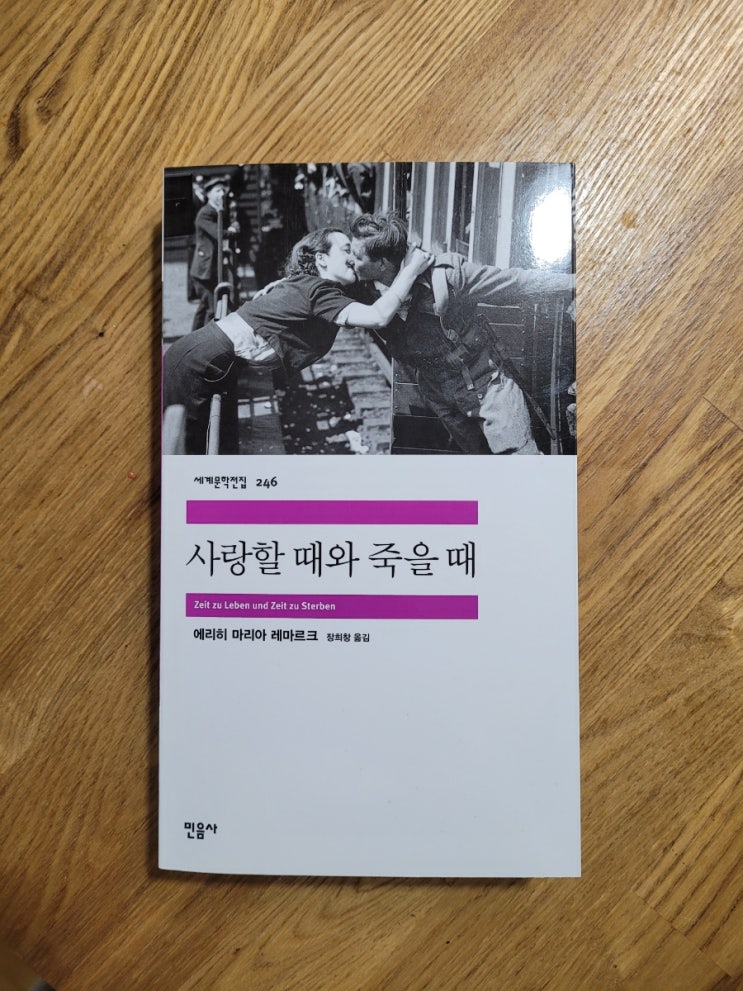 세계문학전집 246
사랑할 때와 죽을 때
Zeit zu Leben und Zeit zu Sterben
에리히 마리아 레마르크 장희창 옮김
민음사